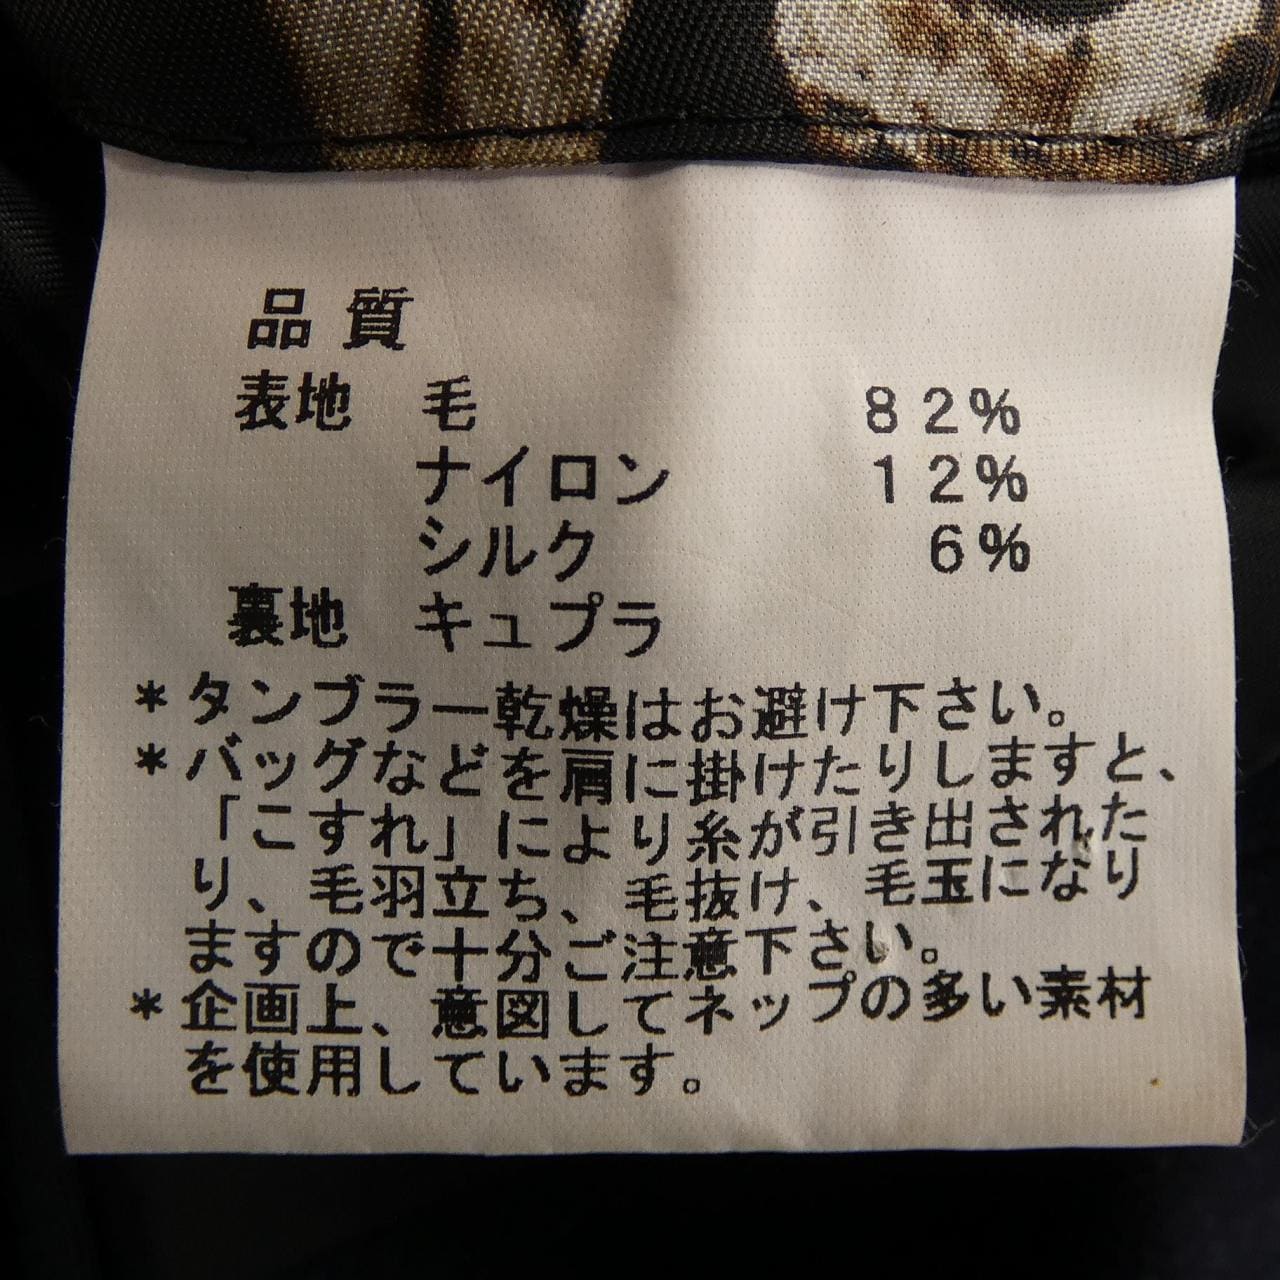 品質
表地 毛 82%
ナイロン 12%
シルク 6%
裏地 キュプラ
*タンブラー乾燥はお避け下さい。
*バッグなどを肩に掛けたりしますと、
「こすれ」により糸が引き出された
り、毛羽立ち、毛抜け、毛玉になり
ますので十分ご注意下さい。
*企画上、意図してネップの多い素材
を使用しています。